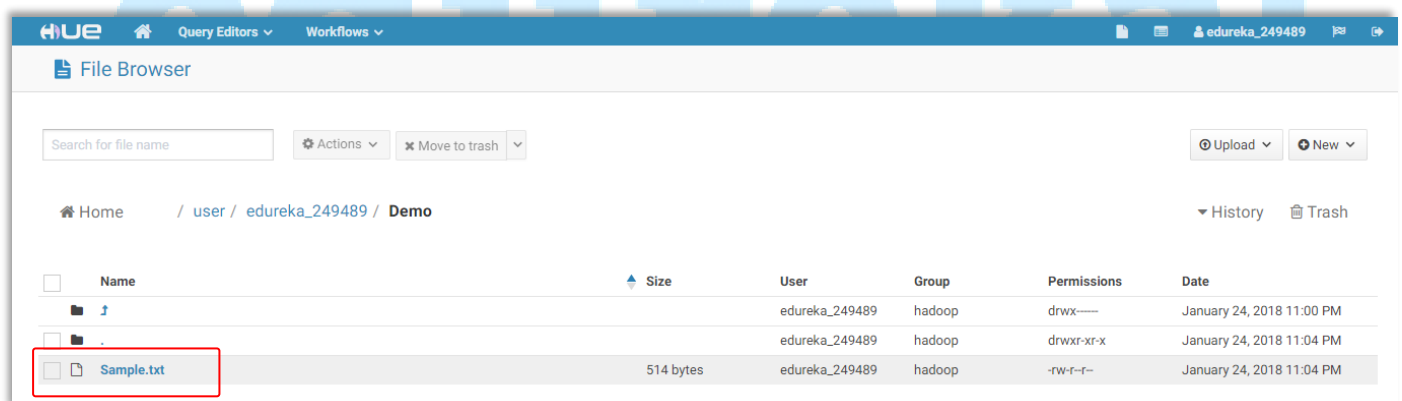 HUE Query Editors Workflows edureka_249489
File Browser
Search for file name Actions Move to trash Upload New
Home / user / edureka_249489 / Demo History Trash
Name Size User Group Permissions Date
edureka_249489 hadoop drwx------ January 24, 2018 11:00 PM
. edureka_249489 hadoop drwxr-xr-x January 24, 2018 11:04 PM
Sample.txt 514 bytes edureka_249489 hadoop -rw-r--r-- January 24, 2018 11:04 PM